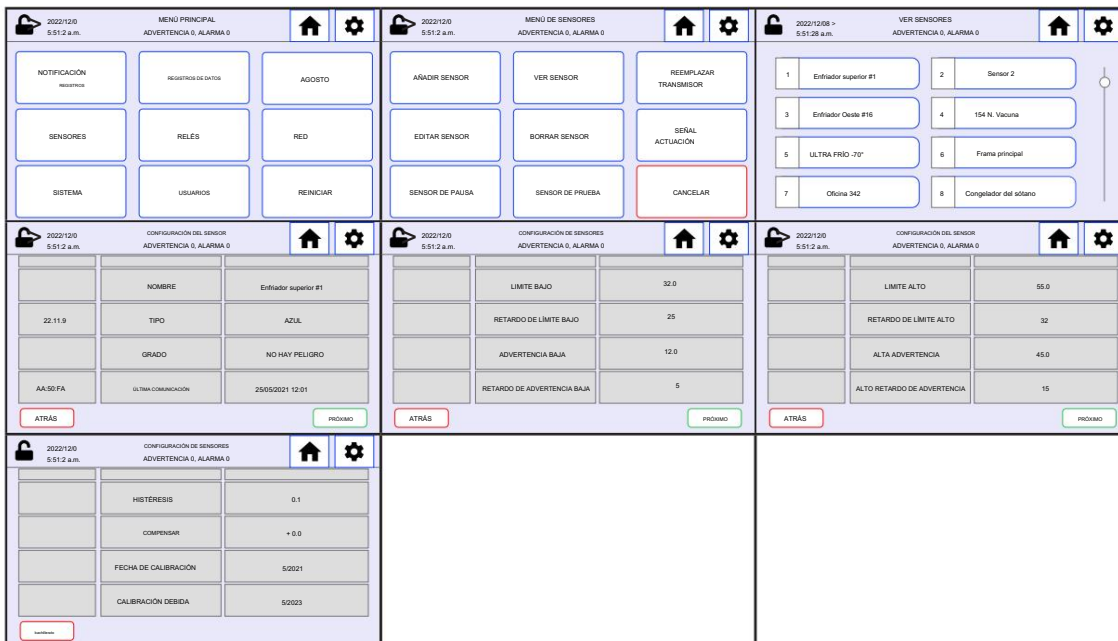 2022/12/0
5:51:2 a.m.
MENÚ PRINCIPAL
ADVERTENCIA 0, ALARMA 0
NOTIFICACIÓN
REGISTROS
REGISTROS DE DATOS
AGOSTO
SENSORES
RELÉS
RED
SISTEMA
USUARIOS
REINICIAR
2022/12/0
5:51:2 a.m.
MENÚ DE SENSORES
ADVERTENCIA 0, ALARMA 0
AÑADIR SENSOR
VER SENSOR
REEMPLAZAR
TRANSMISOR
EDITAR SENSOR
BORRAR SENSOR
SEÑAL
ACTUACIÓN
SENSOR DE PAUSA
SENSOR DE PRUEBA
CANCELAR
2022/12/08 >
5:51:28 a.m.
VER SENSORES
ADVERTENCIA 0, ALARMA 0
1 Enfriador superior #1
2 Sensor 2
3 Enfriador Oeste #16
4 154 N. Vacuna
5 ULTRA FRÍO -70°
6 Frama principal
7 Oficina 342
8 Congelador del sótano
2022/12/0
5:51:2 a.m.
CONFIGURACIÓN DEL SENSOR
ADVERTENCIA 0, ALARMA 0
NOMBRE Enfriador superior #1
22.11.9 TIPO AZUL
GRADO NO HAY PELIGRO
AA:50:FA ÚLTIMA COMUNICACIÓN 25/05/2021 12:01
ATRÁS
PRÓXIMO
2022/12/0
5:51:2 a.m.
CONFIGURACIÓN DE SENSORES
ADVERTENCIA 0, ALARMA 0
LIMITE BAJO 32.0
RETARDO DE LÍMITE BAJO 25
ADVERTENCIA BAJA 12.0
RETARDO DE ADVERTENCIA BAJA 5
ATRÁS
PRÓXIMO
2022/12/0
5:51:2 a.m.
CONFIGURACIÓN DEL SENSOR
ADVERTENCIA 0, ALARMA 0
LIMITE ALTO 55.0
RETARDO DE LÍMITE ALTO 32
ALTA ADVERTENCIA 45.0
ALTO RETARDO DE ADVERTENCIA 15
ATRÁS
PRÓXIMO
2022/12/0
5:51:2 a.m.
CONFIGURACIÓN DE SENSORES
ADVERTENCIA 0, ALARMA 0
HISTÉRESIS 0.1
COMPENSAR + 0.0
FECHA DE CALIBRACIÓN 5/2021
CALIBRACIÓN DEBIDA 5/2023